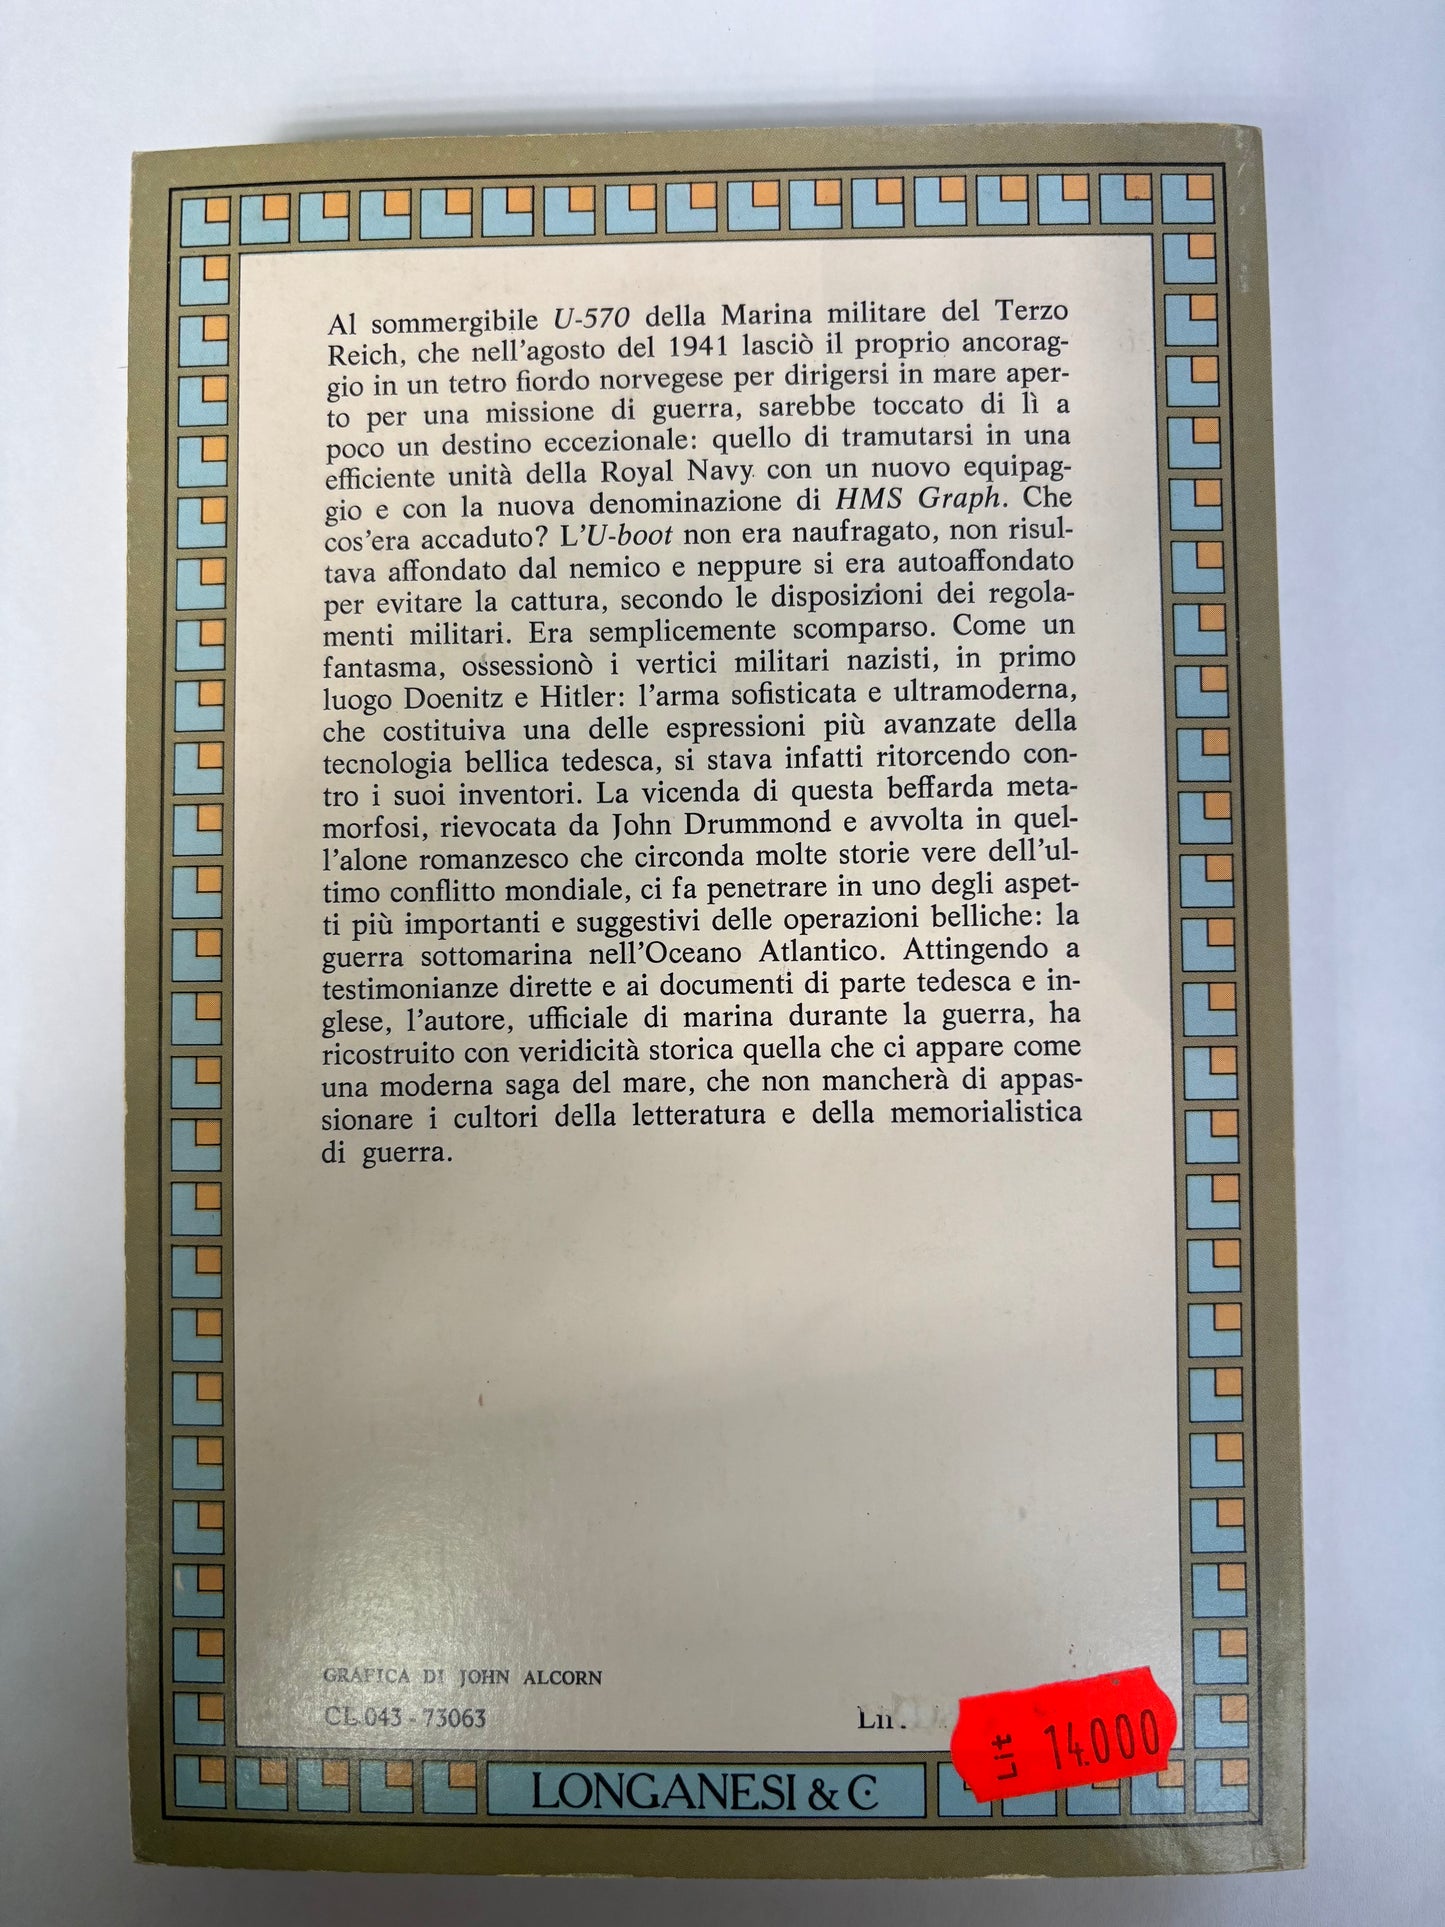 Al sommergibile U-570 della Marina militare del Terzo
Reich, che nell'agosto del 1941 lasciò il proprio ancorag-
gio in un tetro fiordo norvegese per dirigersi in mare aper-
to per una missione di guerra, sarebbe toccato di lì a
poco un destino eccezionale: quello di tramutarsi in una
efficiente unità della Royal Navy con un nuovo equipag-
gio e con la nuova denominazione di HMS Graph. Che
cos'era accaduto? L'U-boot non era naufragato, non risul-
tava affondato dal nemico e neppure si era autoaffondato
per evitare la cattura, secondo le disposizioni dei regola-
menti militari. Era semplicemente scomparso. Come un
fantasma, ossessionò i vertici militari nazisti, in primo
luogo Doenitz e Hitler: l'arma sofisticata e ultramoderna,
che costituiva una delle espressioni più avanzate della
tecnologia bellica tedesca, si stava infatti ritorcendo con-
tro i suoi inventori. La vicenda di questa beffarda meta-
morfosi, rievocata da John Drummond e avvolta in quel-
l'alone romanzesco che circonda molte storie vere dell'ul-
timo conflitto mondiale, ci fa penetrare in uno degli aspet-
ti più importanti e suggestivi delle operazioni belliche: la
guerra sottomarina nell'Oceano Atlantico. Attingendo a
testimonianze dirette e ai documenti di parte tedesca e in-
glese, l'autore, ufficiale di marina durante la guerra, ha
ricostruito con veridicità storica quella che ci appare come
una moderna saga del mare, che non mancherà di appas-
sionare i cultori della letteratura e della memorialistica
di guerra.
GRAFICA DI JOHN ALCORN
CL 043 - 73063
Lit 14.000
LONGANESI & C.